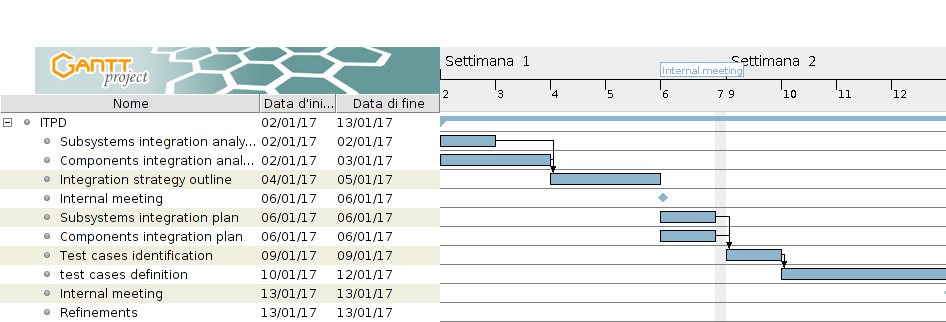 GANTT
project
Settimana 1
Settimana 2
Internal meeting
2 3 4 5 6 7 9 10 11 12
Nome Data d'ini... Data di fine
ITPD 02/01/17 13/01/17
Subsystems integration analy... 02/01/17 02/01/17
Components integration anal... 02/01/17 03/01/17
Integration strategy outline 04/01/17 05/01/17
Internal meeting 06/01/17 06/01/17
Subsystems integration plan 06/01/17 06/01/17
Components integration plan 06/01/17 06/01/17
Test cases identification 09/01/17 09/01/17
test cases definition 10/01/17 12/01/17
Internal meeting 13/01/17 13/01/17
Refinements 13/01/17 13/01/17